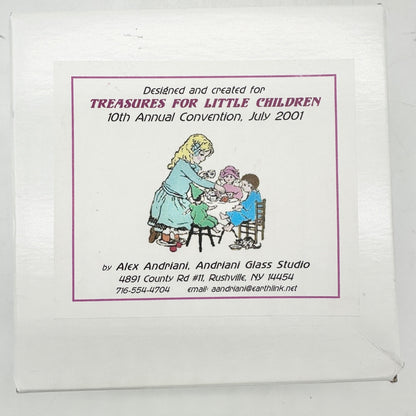 Designed and created for
TREASURES FOR LITTLE CHILDREN
10th Annual Convention, July 2001
by Alex Andriani, Andriani Glass Studio
4891 County Rd #11, Rushville, NY 14454
716-554-4704 email: aandriani@earthlink.net